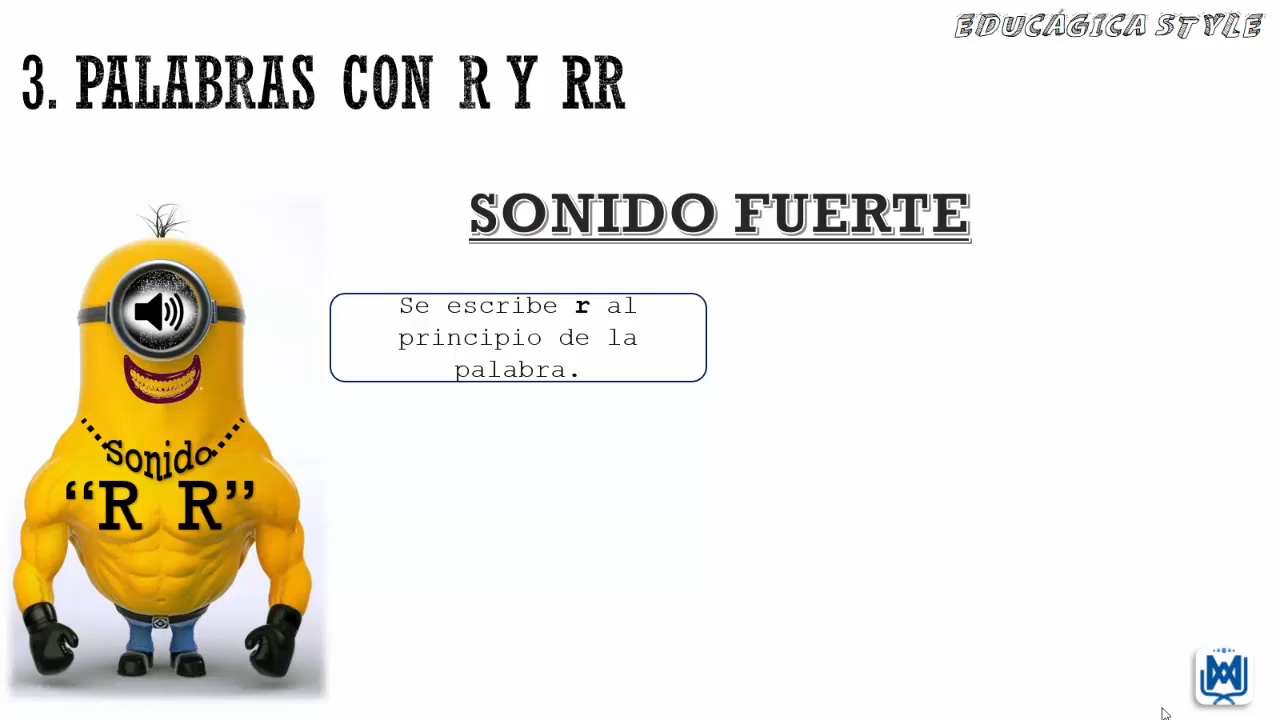 EDUCÁGICA STYLE
3. PALABRAS CON R Y RR
SONIDO FUERTE
Se escribe r al
principio de la
palabra.
Sonido
“R R”